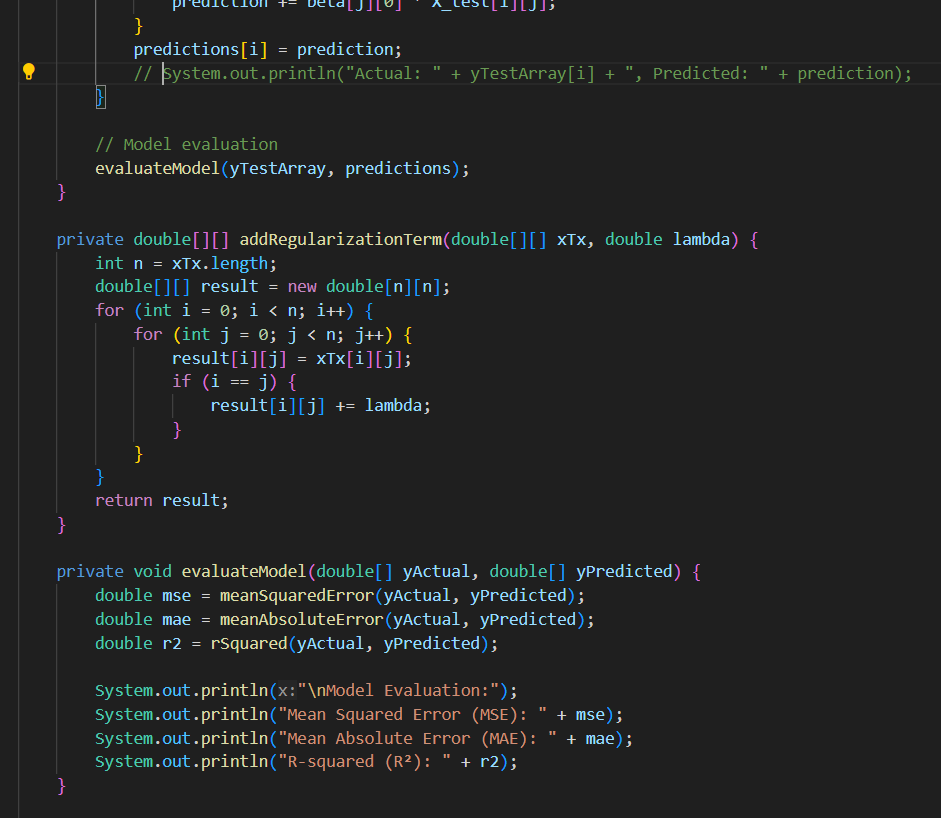 prediction += beta[j][0] * X_test[i][j];
}
predictions[i] = prediction;
// System.out.println("Actual: " + yTestArray[i] + ", Predicted: " + prediction);
}
// Model evaluation
evaluateModel(yTestArray, predictions);
}
private double[][] addRegularizationTerm(double[][] xTx, double lambda) {
int n = xTx.length;
double[][] result = new double[n][n];
for (int i = 0; i < n; i++) {
for (int j = 0; j < n; j++) {
result[i][j] = xTx[i][j];
if (i == j) {
result[i][j] += lambda;
}
}
}
return result;
}
private void evaluateModel(double[] yActual, double[] yPredicted) {
double mse = meanSquaredError(yActual, yPredicted);
double mae = meanAbsoluteError(yActual, yPredicted);
double r2 = rSquared(yActual, yPredicted);
System.out.println(x:"\nModel Evaluation:");
System.out.println("Mean Squared Error (MSE): " + mse);
System.out.println("Mean Absolute Error (MAE): " + mae);
System.out.println("R-squared (R²): " + r2);
}